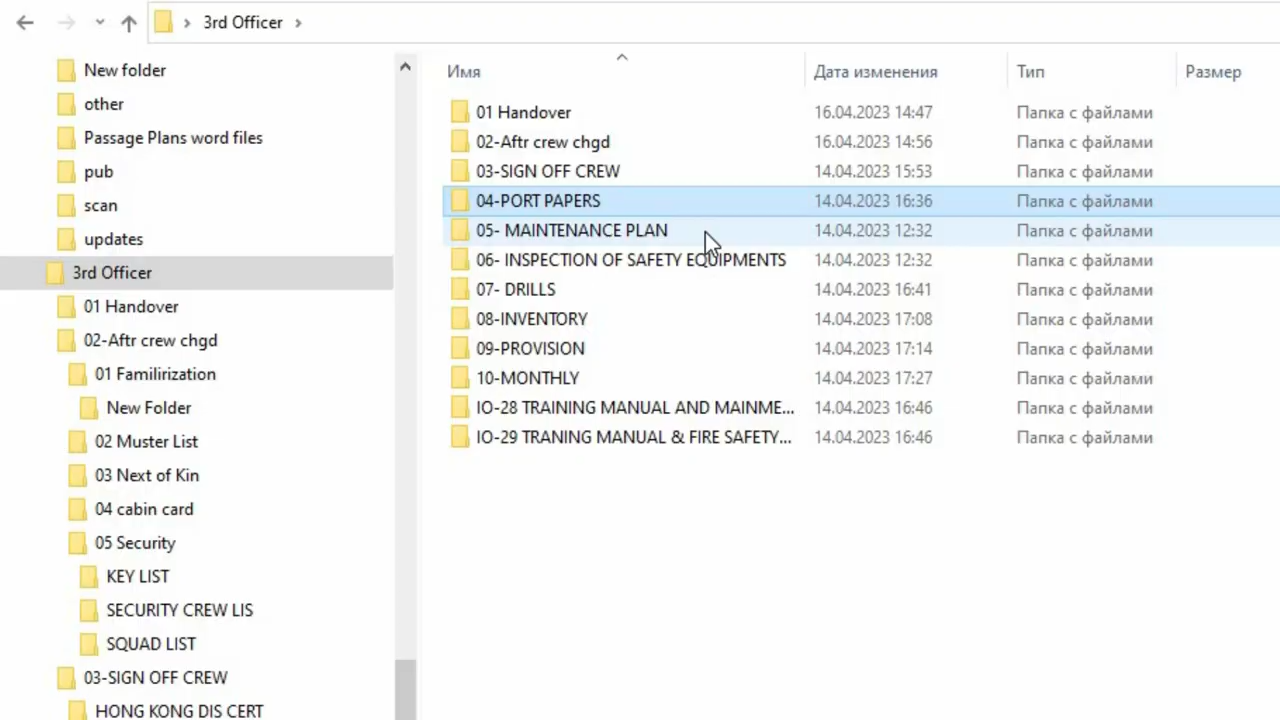 3rd Officer
New folder
other
Passage Plans word files
pub
scan
updates
3rd Officer
01 Handover
02-Aftr crew chgd
01 Familirization
New Folder
02 Muster List
03 Next of Kin
04 cabin card
05 Security
KEY LIST
SECURITY CREW LIS
SQUAD LIST
03-SIGN OFF CREW
HONG KONG DIS CERT
Имя Дата изменения Тип Размер
01 Handover 16.04.2023 14:47 Папка с файлами
02-Aftr crew chgd 16.04.2023 14:56 Папка с файлами
03-SIGN OFF CREW 14.04.2023 15:53 Папка с файлами
04-PORT PAPERS 14.04.2023 16:36 Папка с файлами
05- MAINTENANCE PLAN 14.04.2023 12:32 Папка с файлами
06- INSPECTION OF SAFETY EQUIPMENTS 14.04.2023 12:32 Папка с файлами
07- DRILLS 14.04.2023 16:41 Папка с файлами
08-INVENTORY 14.04.2023 17:08 Папка с файлами
09-PROVISION 14.04.2023 17:14 Папка с файлами
10-MONTHLY 14.04.2023 17:27 Папка с файлами
IO-28 TRAINING MANUAL AND MAINME... 14.04.2023 16:46 Папка с файлами
IO-29 TRANING MANUAL & FIRE SAFETY... 14.04.2023 16:46 Папка с файлами